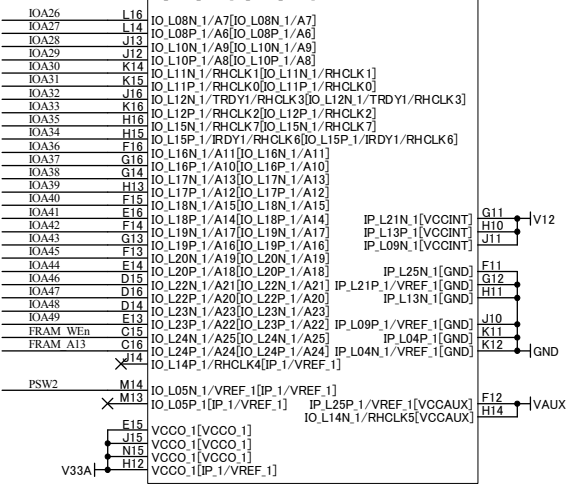 IOA26 L16 IO_L08N_1/A7[IO_L08N_1/A7]
IOA27 L14 IO_L08P_1/A6[IO_L08P_1/A6]
IOA28 J13 IO_L10N_1/A9[IO_L10N_1/A9]
IOA29 J12 IO_L10P_1/A8[IO_L10P_1/A8]
IOA30 K14 IO_L11N_1/RHCLK1[IO_L11N_1/RHCLK1]
IOA31 K15 IO_L11P_1/RHCLK0[IO_L11P_1/RHCLK0]
IOA32 J16 IO_L12N_1/TRDY1/RHCLK3[IO_L12N_1/TRDY1/RHCLK3]
IOA33 K16 IO_L12P_1/RHCLK2[IO_L12P_1/RHCLK2]
IOA35 H16 IO_L15N_1/RHCLK7[IO_L15N_1/RHCLK7]
IOA34 H15 IO_L15P_1/IRDY1/RHCLK6[IO_L15P_1/IRDY1/RHCLK6]
IOA36 F16 IO_L16N_1/A11[IO_L16N_1/A11]
IOA37 G16 IO_L16P_1/A10[IO_L16P_1/A10]
IOA38 G14 IO_L17N_1/A13[IO_L17N_1/A13]
IOA39 H13 IO_L17P_1/A12[IO_L17P_1/A12]
IOA40 F15 IO_L18N_1/A15[IO_L18N_1/A15]
IOA41 E16 IO_L18P_1/A14[IO_L18P_1/A14] IP_L21N_1[VCCINT] G11 V12
IOA42 F14 IO_L19N_1/A17[IO_L19N_1/A17] IP_L13P_1[VCCINT] H10
IOA43 G13 IO_L19P_1/A16[IO_L19P_1/A16] IP_L09N_1[VCCINT] J11
IOA45 F13 IO_L20N_1/A19[IO_L20N_1/A19]
IOA44 E14 IO_L20P_1/A18[IO_L20P_1/A18] IP_L25N_1[GND] F11
IOA46 D15 IO_L22N_1/A21[IO_L22N_1/A21] IP_L21P_1/VREF_1[GND] G12
IOA47 D16 IO_L22P_1/A20[IO_L22P_1/A20] IP_L13N_1[GND] H11
IOA48 D14 IO_L23N_1/A23[IO_L23N_1/A23]
IOA49 E13 IO_L23P_1/A22[IO_L23P_1/A22] IP_L09P_1/VREF_1[GND] J10
FRAM_WEn C15 IO_L24N_1/A25[IO_L24N_1/A25] IP_L04P_1[GND] K11
FRAM_A13 C16 IO_L24P_1/A24[IO_L24P_1/A24] IP_L04N_1/VREF_1[GND] K12 GND
J14 IO_L14P_1/RHCLK4[IP_1/VREF_1]
PSW2 M14 IO_L05N_1/VREF_1[IP_1/VREF_1]
M13 IO_L05P_1[IP_1/VREF_1] IP_L25P_1/VREF_1[VCCAUX] F12 VAUX
IO_L14N_1/RHCLK5[VCCAUX] H14
E15 VCCO_1[VCCO_1]
J15 VCCO_1[VCCO_1]
N15 VCCO_1[VCCO_1]
V33A H12 VCCO_1[IP_1/VREF_1]